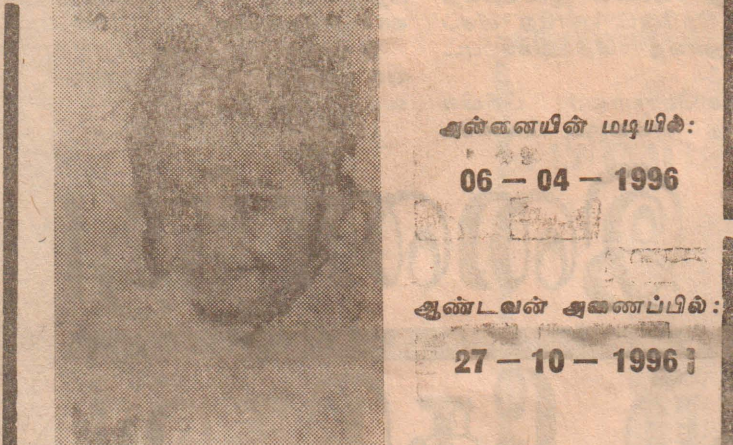 அன்னையின் மடியில்:
06 — 04 — 1996
ஆண்டவன் அணைப்பில்:
27 — 10 — 1996